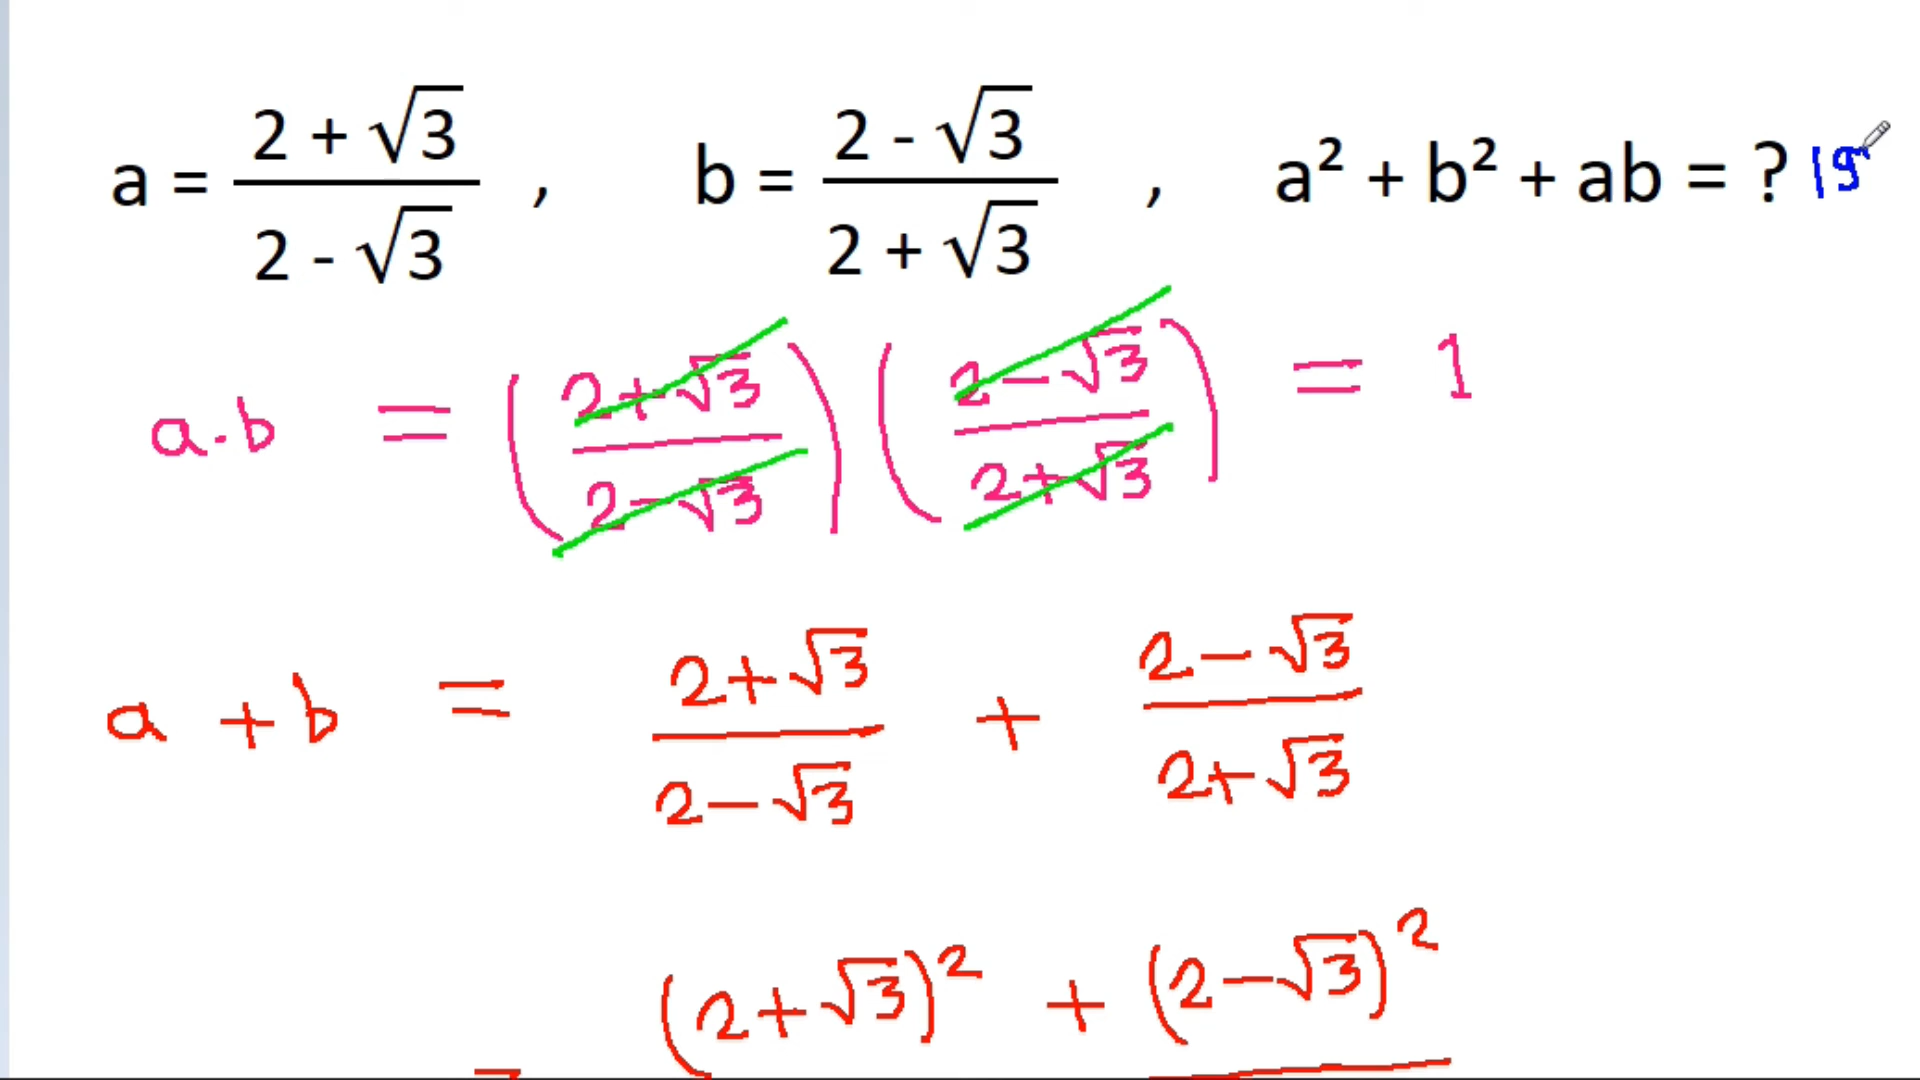 a = (2 + √3)/(2 - √3) , b = (2 - √3)/(2 + √3) , a² + b² + ab = ? 19
a.b = ((2+√3)/(2-√3)) ((2-√3)/(2+√3)) = 1
a + b = (2+√3)/(2-√3) + (2-√3)/(2+√3)
(2+√3)² + (2-√3)²